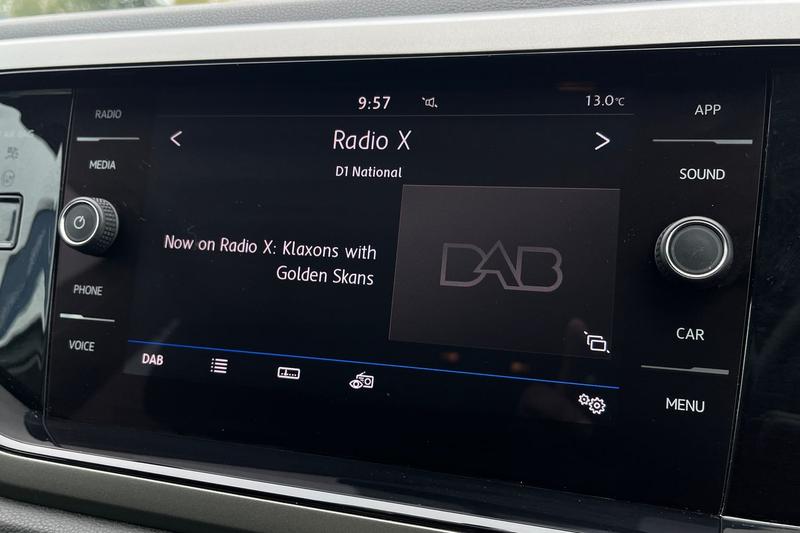 9:57
13.0°C
RADIO
MEDIA
PHONE
VOICE
Radio X
D1 National
Now on Radio X: Klaxons with
Golden Skans
DAB
DAB
APP
SOUND
CAR
MENU